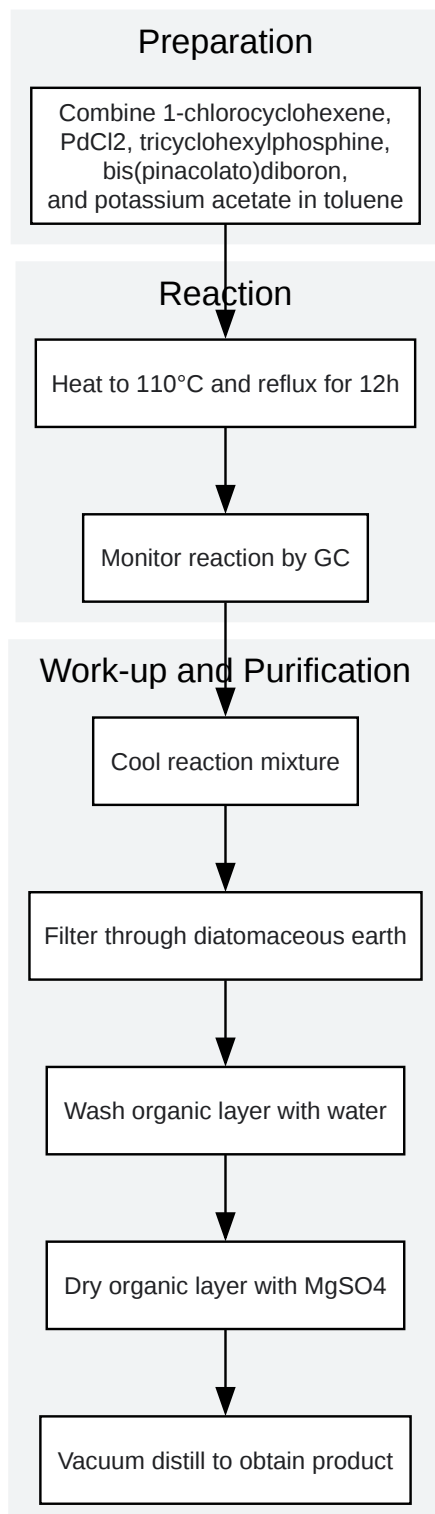 Preparation
Combine 1-chlorocyclohexene,
PdCl2, tricyclohexylphosphine,
bis(pinacolato)diboron,
and potassium acetate in toluene
Reaction
Heat to 110°C and reflux for 12h
Monitor reaction by GC
Work-up and Purification
Cool reaction mixture
Filter through diatomaceous earth
Wash organic layer with water
Dry organic layer with MgSO4
Vacuum distill to obtain product